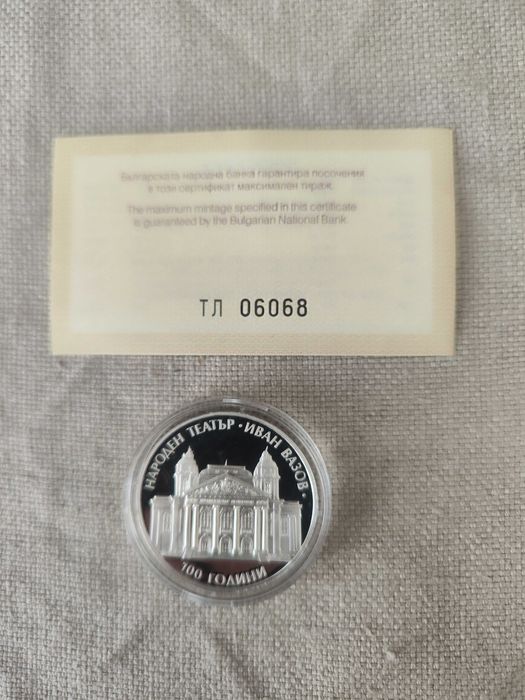 Българската народна банка гарантира посочения
в този сертификат максимален тираж.
The maximum mintage specified in this certificate
is guaranteed by the Bulgarian National Bank.
ТЛ 06068
НАРОДЕН ТЕАТЪР · ИВАН ВАЗОВ ·
100 ГОДИНИ